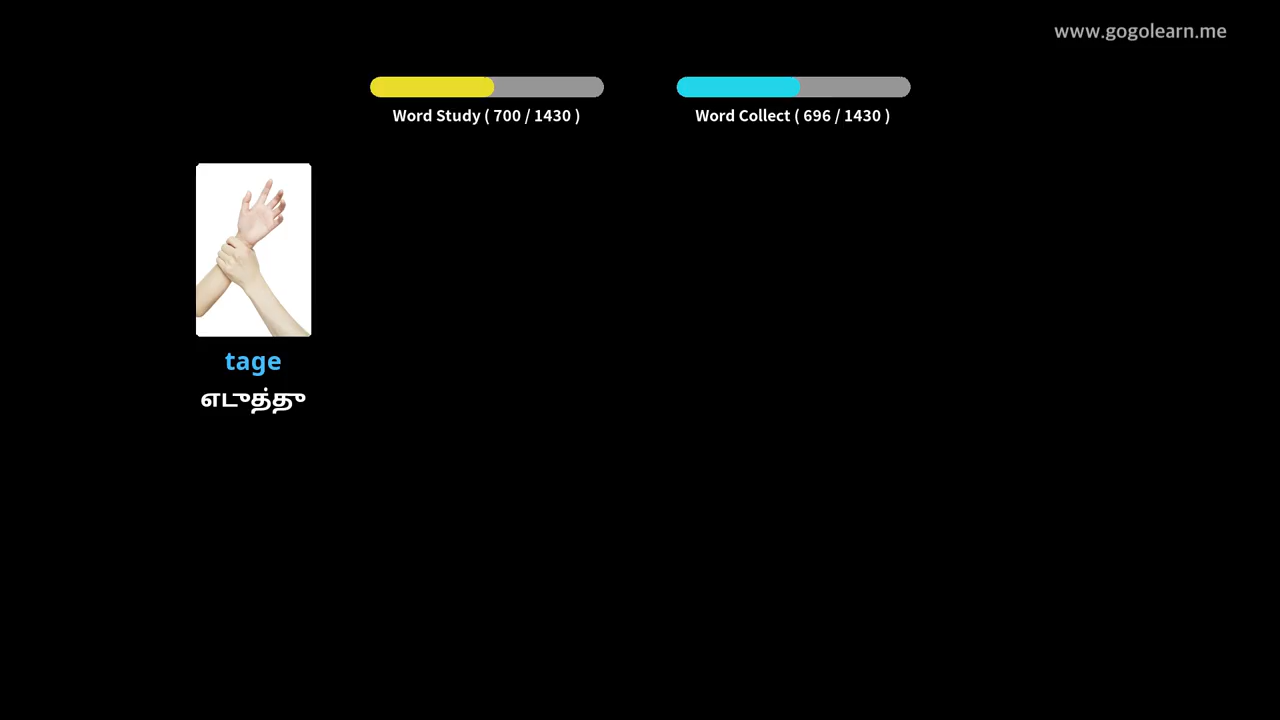 www.gogolearn.me
Word Study ( 700 / 1430 )
Word Collect ( 696 / 1430 )
tage
எடுத்து